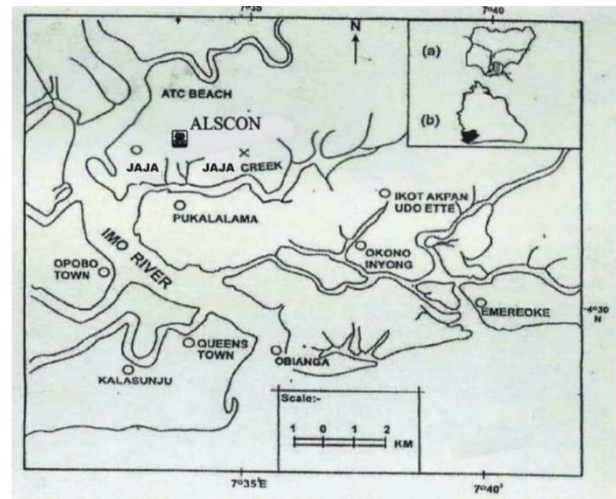 7°35
7°40
N
(a)
(b)
ATC BEACH
ALSCON
JAJA
JAJA CREEK
IKOT AKPAN
UDO ETTE
PUKALALAMA
IMO RIVER
OPOBO
TOWN
OKONO
INYONG
EMEREOKE
4°30
N
QUEENS
TOWN
OBIANGA
KALASUNJU
Scale:-
1 0 1 2
KM
7°35'E
7°40'